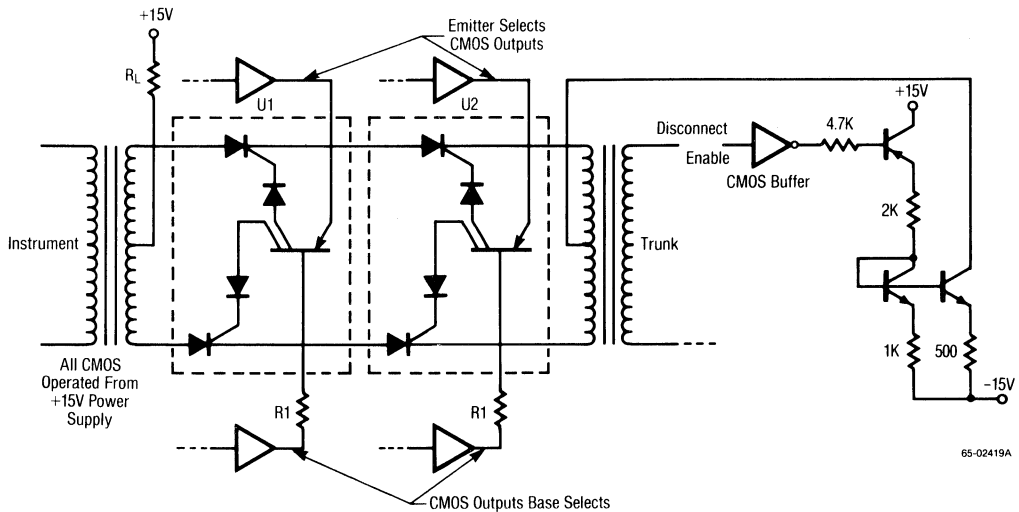 +15V
Emitter Selects
CMOS Outputs
RL
U1
U2
+15V
Disconnect
Enable
4.7K
CMOS Buffer
2K
Instrument
Trunk
1K
500
All CMOS
Operated From
+15V Power
Supply
–15V
R1
R1
65-02419A
CMOS Outputs Base Selects